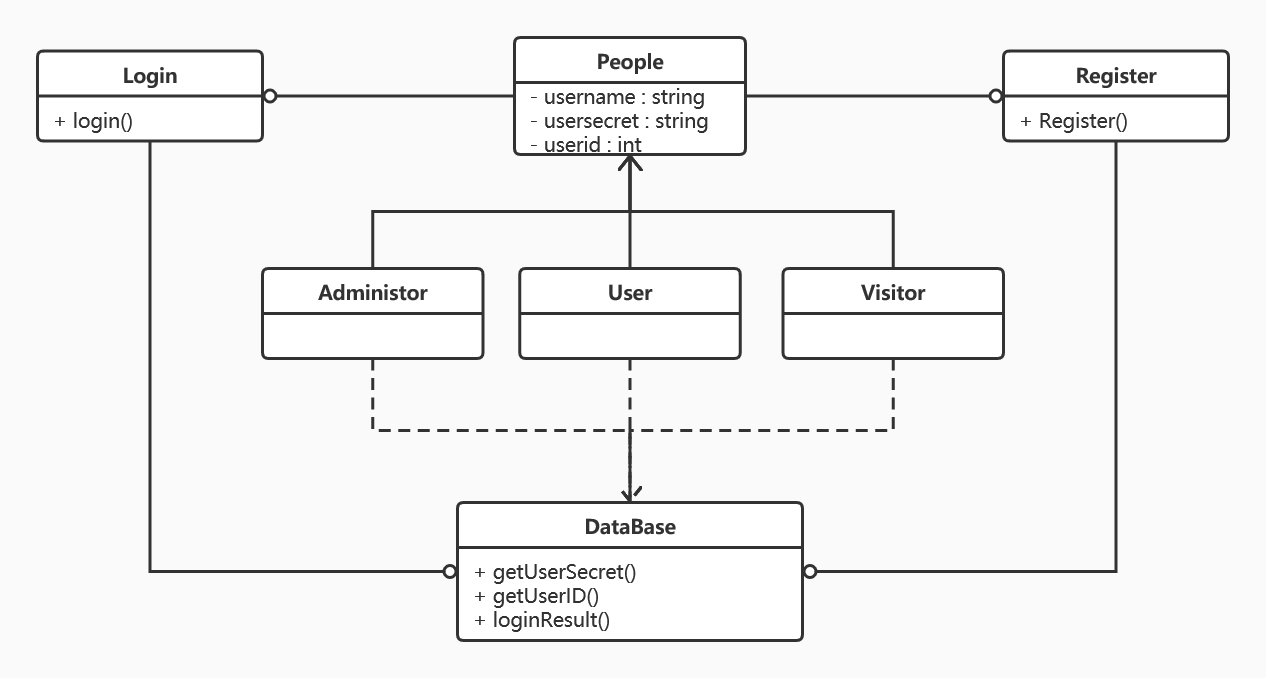 Login
+ login()
People
- username : string
- usersecret : string
- userid : int
Register
+ Register()
Administor
User
Visitor
DataBase
+ getUserSecret()
+ getUserID()
+ loginResult()